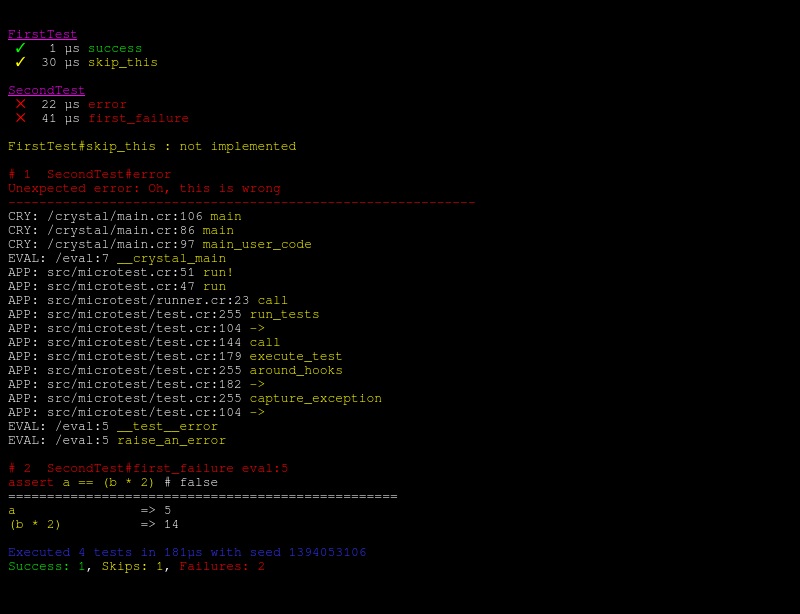 FirstTest
✓ 1 µs success
✓ 30 µs skip_this
SecondTest
✕ 22 µs error
✕ 41 µs first_failure
FirstTest#skip_this : not implemented
# 1 SecondTest#error
Unexpected error: Oh, this is wrong
------------------------------------------------------------
CRY: /crystal/main.cr:106 main
CRY: /crystal/main.cr:86 main
CRY: /crystal/main.cr:97 main_user_code
EVAL: /eval:7 __crystal_main
APP: src/microtest.cr:51 run!
APP: src/microtest.cr:47 run
APP: src/microtest/runner.cr:23 call
APP: src/microtest/test.cr:255 run_tests
APP: src/microtest/test.cr:104 ->
APP: src/microtest/test.cr:144 call
APP: src/microtest/test.cr:179 execute_test
APP: src/microtest/test.cr:255 around_hooks
APP: src/microtest/test.cr:182 ->
APP: src/microtest/test.cr:255 capture_exception
APP: src/microtest/test.cr:104 ->
EVAL: /eval:5 __test__error
EVAL: /eval:5 raise_an_error
# 2 SecondTest#first_failure eval:5
assert a == (b * 2) # false
==================================================
a => 5
(b * 2) => 14
Executed 4 tests in 181µs with seed 1394053106
Success: 1, Skips: 1, Failures: 2